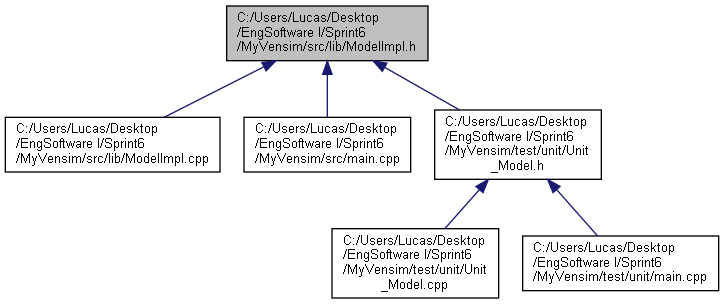 C:/Users/Lucas/Desktop
/EngSoftware I/Sprint6
/MyVensim/src/lib/ModelImpl.h
C:/Users/Lucas/Desktop
/EngSoftware I/Sprint6
/MyVensim/src/lib/ModelImpl.cpp
C:/Users/Lucas/Desktop
/EngSoftware I/Sprint6
/MyVensim/src/main.cpp
C:/Users/Lucas/Desktop
/EngSoftware I/Sprint6
/MyVensim/test/unit/Unit
_Model.h
C:/Users/Lucas/Desktop
/EngSoftware I/Sprint6
/MyVensim/test/unit/Unit
_Model.cpp
C:/Users/Lucas/Desktop
/EngSoftware I/Sprint6
/MyVensim/test/unit/main.cpp